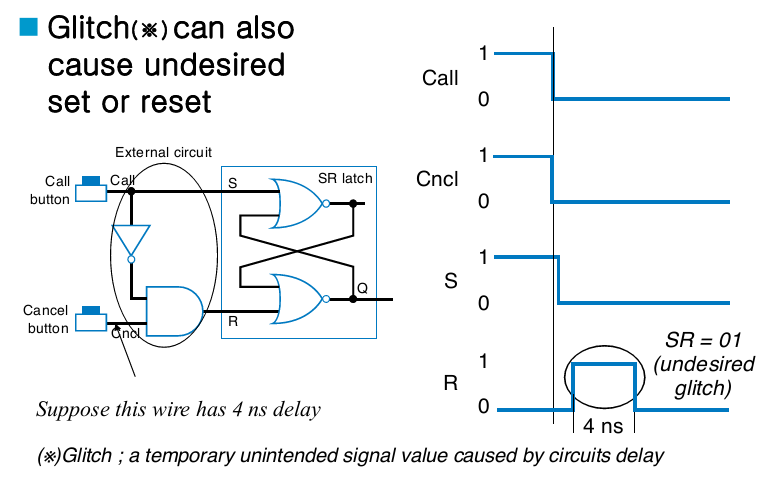 Glitch(※) can also
cause undesired
set or reset
External circuit
Call
button
Call
S
SR latch
Cancel
button
Cncl
R
Q
Suppose this wire has 4 ns delay
Call
1
0
Cncl
1
0
S
1
0
R
1
0
SR = 01
(undesired
glitch)
4 ns
(※)Glitch ; a temporary unintended signal value caused by circuits delay